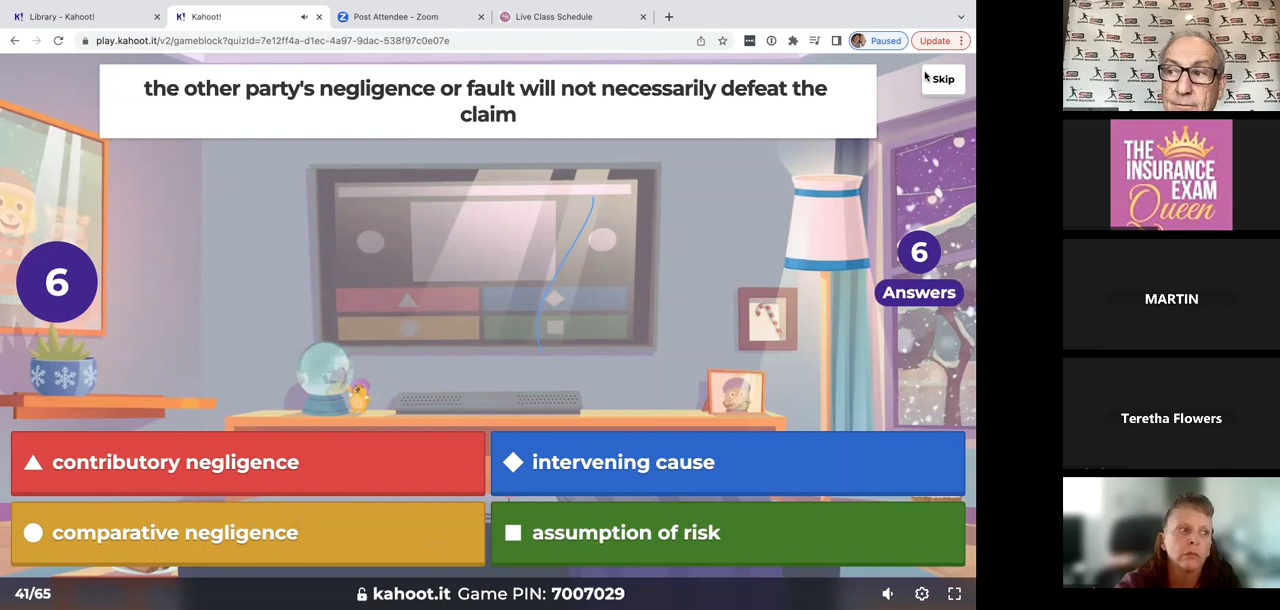 K! Library - Kahoot!
K! Kahoot!
Post Attendee - Zoom
Live Class Schedule
play.kahoot.it/v2/gameblock?quizId=7e12ff4a-d1ec-4a97-9dac-538f97c0e07e
Paused
Update
the other party's negligence or fault will not necessarily defeat the
claim
Skip
6
6
Answers
contributory negligence
intervening cause
comparative negligence
assumption of risk
41/65
kahoot.it Game PIN: 7007029
THE
INSURANCE
EXAM
Queen
MARTIN
Teretha Flowers